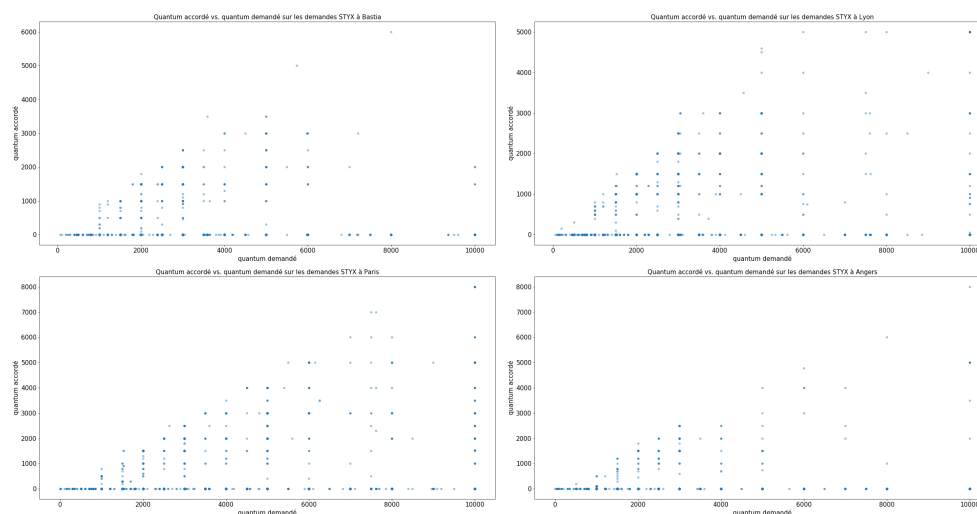 Quantum accordé vs. quantum demandé sur les demandes STYX à Bastia
6000
5000
4000
3000
2000
1000
0
quantum accordé
0 2000 4000 6000 8000 10000
quantum demandé
Quantum accordé vs. quantum demandé sur les demandes STYX à Lyon
5000
4000
3000
2000
1000
0
quantum accordé
0 2000 4000 6000 8000 10000
quantum demandé
Quantum accordé vs. quantum demandé sur les demandes STYX à Paris
8000
7000
6000
5000
4000
3000
2000
1000
0
quantum accordé
0 2000 4000 6000 8000 10000
quantum demandé
Quantum accordé vs. quantum demandé sur les demandes STYX à Angers
8000
7000
6000
5000
4000
3000
2000
1000
0
quantum accordé
0 2000 4000 6000 8000 10000
quantum demandé